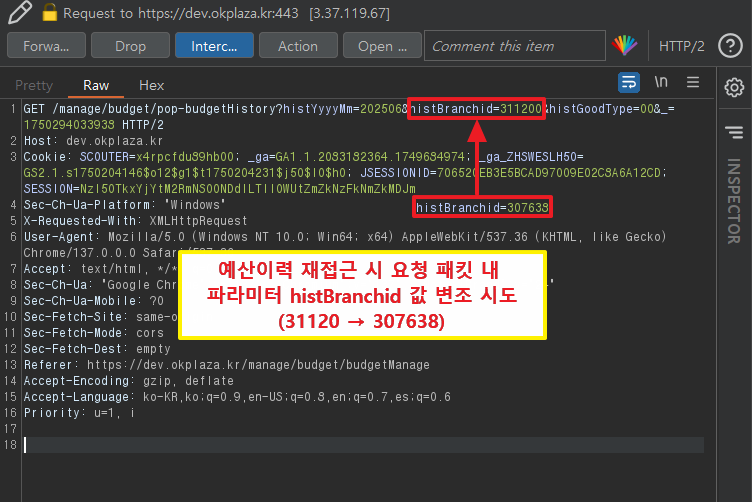 Request to https://dev.okplaza.kr:443 [3.37.119.67]
Forwa... Drop Interc... Action Open ... Comment this item HTTP/2 ?
Pretty Raw Hex \n
1 GET /manage/budget/pop-budgetHistory?histYyyyMm=202506&histBranchid=311200&histGoodType=00&_=
1750294033938 HTTP/2
2 Host: dev.okplaza.kr
3 Cookie: SCOUTER=x4rpcfdu89hb00; _ga=GA1.1.2083182364.1749684974; _ga_ZHSWESLH50=
GS2.1.s1750204146$o12$g1$t1750204231$j50$l0$h0; JSESSIONID=706520EB3E5BCAD97009E02C8A6A12CD;
4 Sec-Ch-Ua-Platform: "Windows"
histBranchid=307638
5 X-Requested-With: XMLHttpRequest
6 User-Agent: Mozilla/5.0 (Windows NT 10.0; Win64; x64) AppleWebKit/537.36 (KHTML, like Gecko)
Chrome/137.0.0.0
7 Accept: text/html, */*
8 Sec-Ch-Ua: "Google Chr
9 Sec-Ch-Ua-Mobile: ?0
10 Sec-Fetch-Site: same-o
11 Sec-Fetch-Mode: cors
12 Sec-Fetch-Dest: empty
13 Referer: https://dev.okplaza.kr/manage/budget/budgetManage
14 Accept-Encoding: gzip, deflate
15 Accept-Language: ko-KR,ko;q=0.9,en-US;q=0.8,en;q=0.7,es;q=0.6
16 Priority: u=1, i
17
18
예산이력 재접근 시 요청 패킷 내
파라미터 histBranchid 값 변조 시도
(31120 → 307638)
INSPECTOR